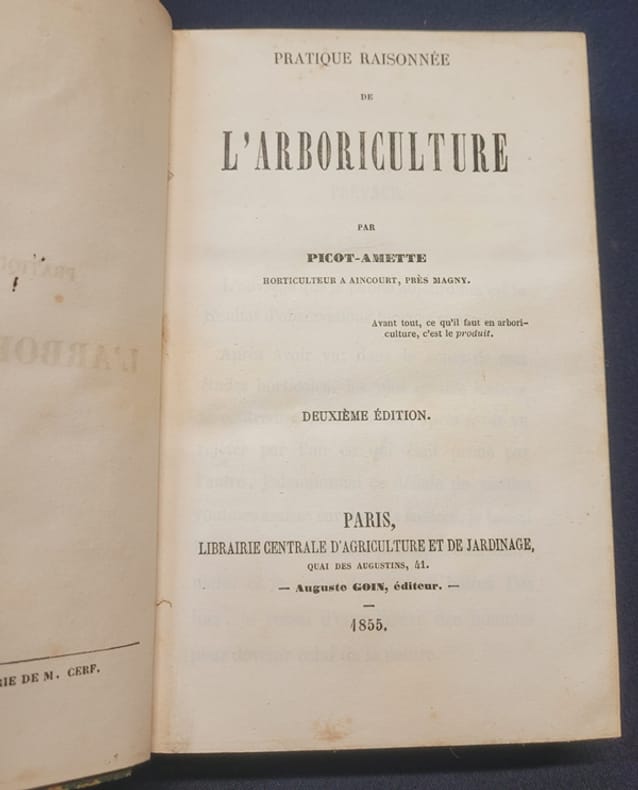 RIE DE M. CERF.
PRATIQUE RAISONNÉE
DE
L'ARBORICULTURE
PAR
PICOT-AMETTE
HORTICULTEUR A AINCOURT, PRÈS MAGNY.
Avant tout, ce qu'il faut en arbori-
culture, c'est le produit.
DEUXIÈME ÉDITION.
PARIS,
LIBRAIRIE CENTRALE D'AGRICULTURE ET DE JARDINAGE,
QUAI DES AUGUSTINS, 41.
— Auguste GOIN, éditeur. —
1855.